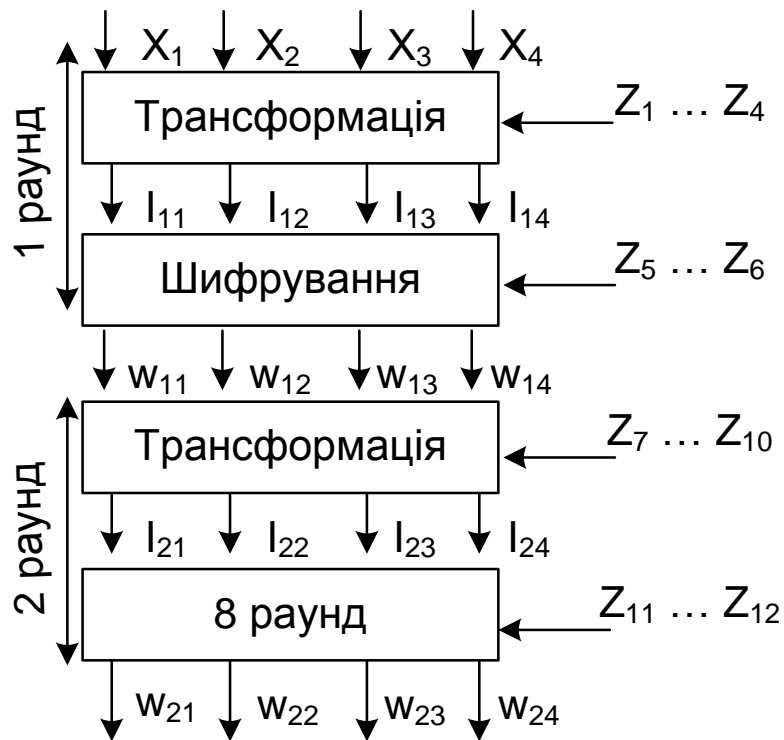 X1 X2 X3 X4
Трансформація
Z1 … Z4
1 раунд
I11 I12 I13 I14
Шифрування
Z5 … Z6
w11 w12 w13 w14
Трансформація
Z7 … Z10
2 раунд
I21 I22 I23 I24
8 раунд
Z11 … Z12
w21 w22 w23 w24